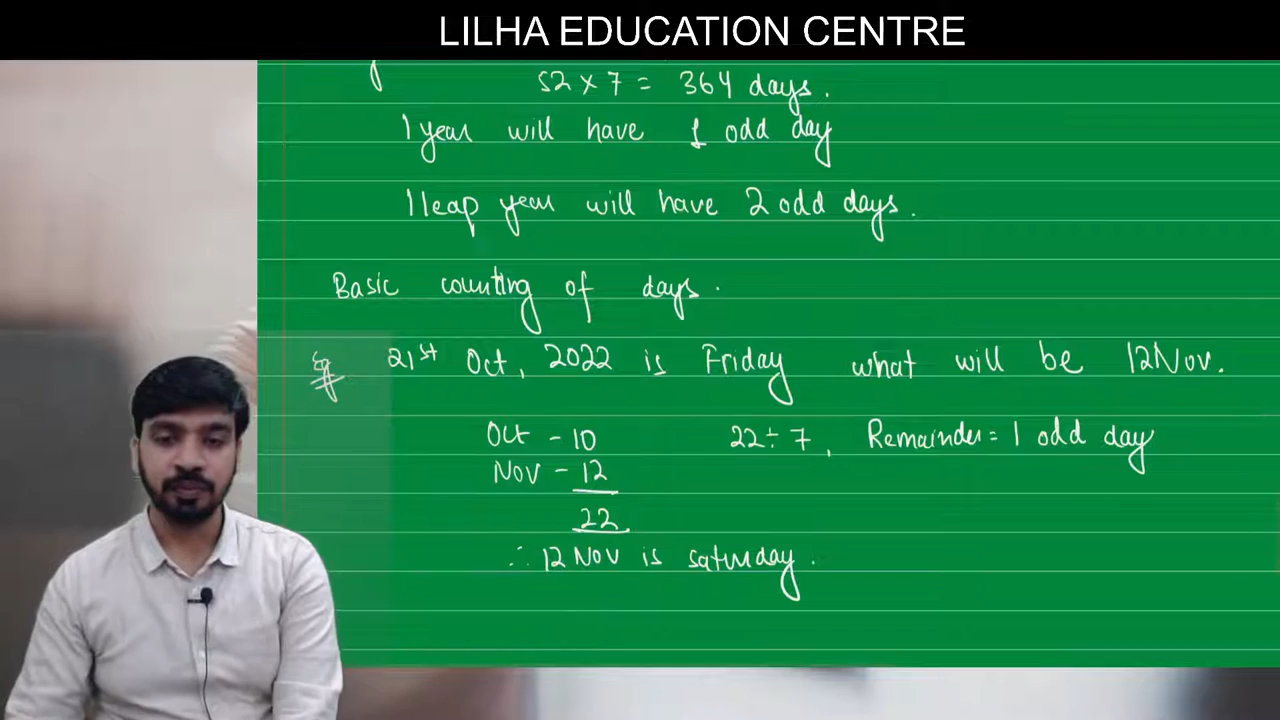 LILHA EDUCATION CENTRE
52 × 7 = 364 days.
1 year will have 1 odd day
1 leap year will have 2 odd days.
Basic counting of days.
21st Oct, 2022 is Friday what will be 12 Nov.
Oct - 10 22 ÷ 7, Remainder = 1 odd day
Nov - 12
22
∴ 12 Nov is saturday.